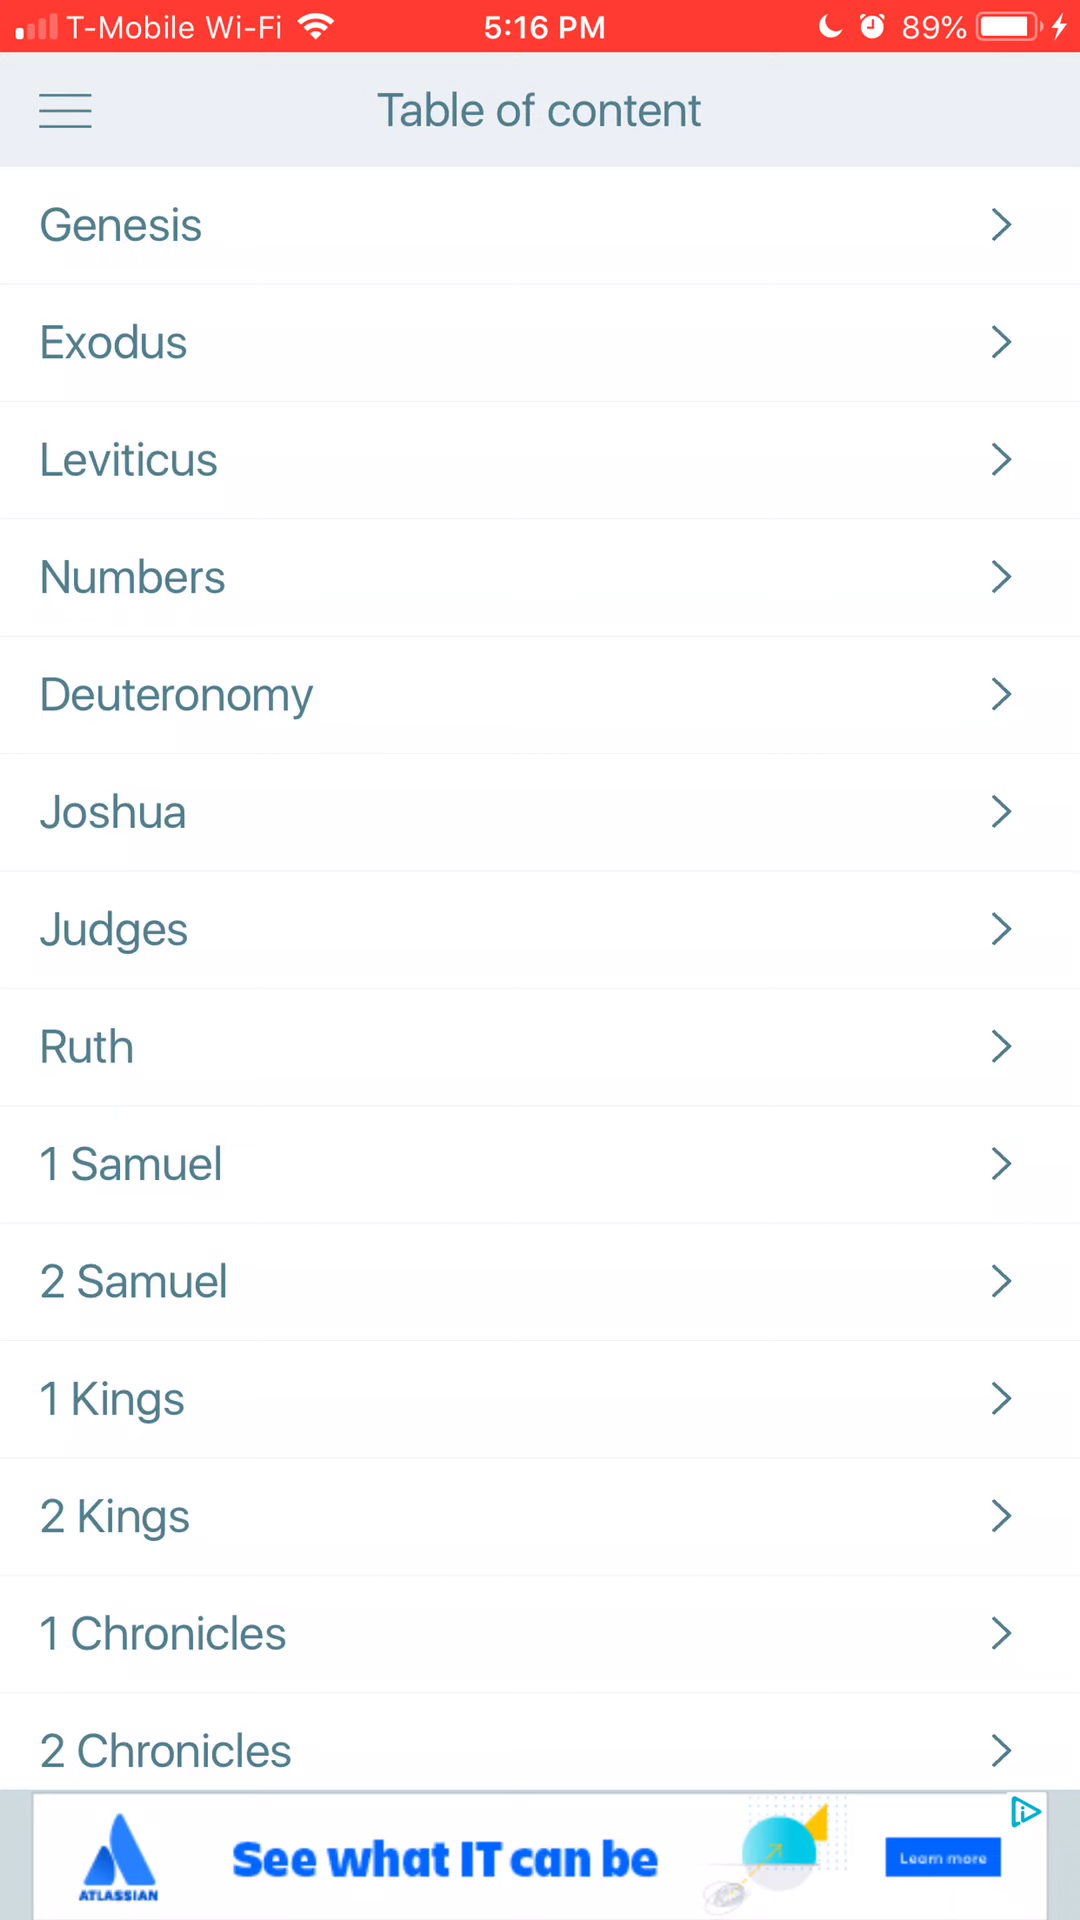 T-Mobile Wi-Fi 5:16 PM 89%
Table of content
Genesis
Exodus
Leviticus
Numbers
Deuteronomy
Joshua
Judges
Ruth
1 Samuel
2 Samuel
1 Kings
2 Kings
1 Chronicles
2 Chronicles
ATLASSIAN
See what IT can be
Learn more